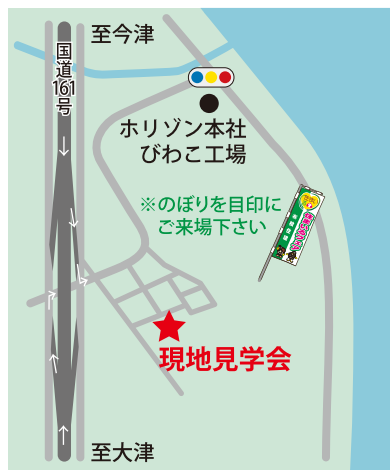 至今津
国道161号
ホリゾン本社
びわこ工場
※のぼりを目印に
ご来場下さい
現地見学会
至大津